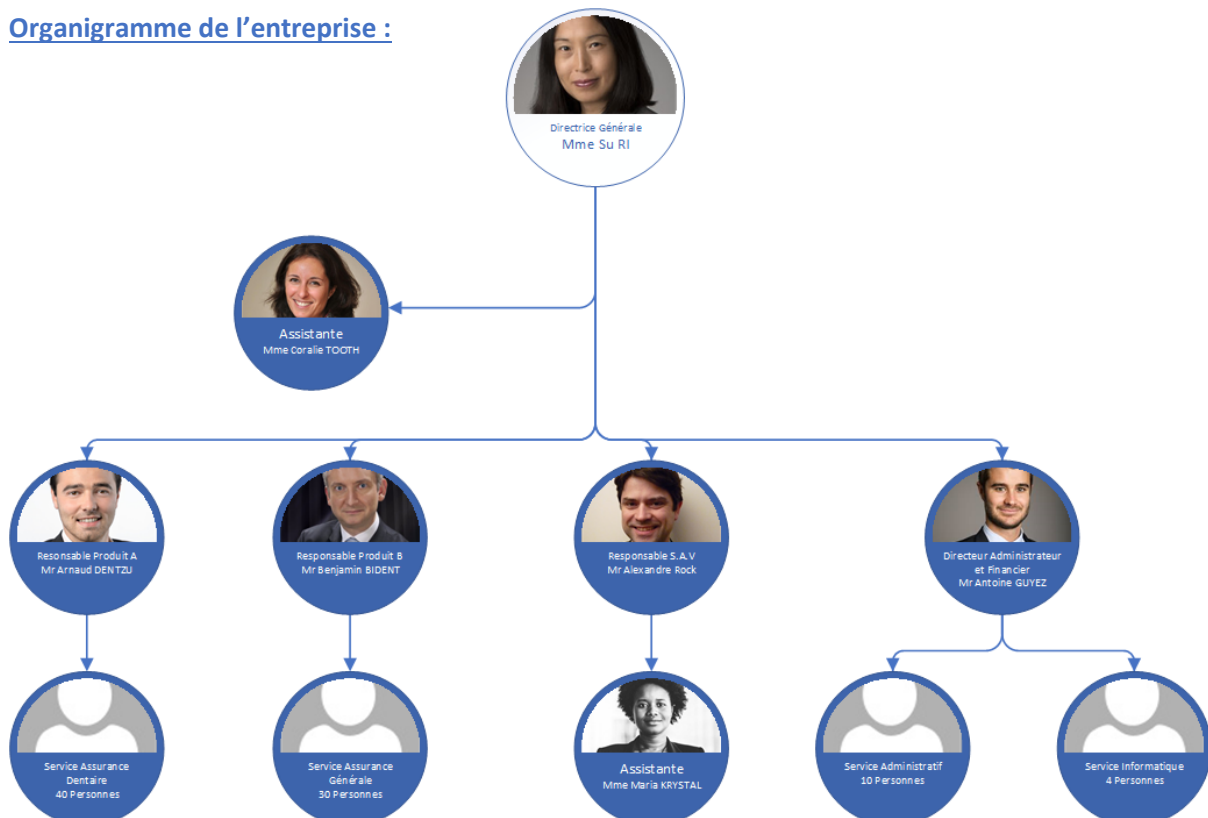 Organigramme de l’entreprise :
Directrice Générale
Mme Su RI
Assistante
Mme Coralie TOOTH
Resonsable Produit A
Mr Arnaud DENTZU
Responsable Produit B
Mr Benjamin BIDENT
Responsable S.A.V
Mr Alexandre Rock
Directeur Administrateur
et Financier
Mr Antoine GUYEZ
Service Assurance
Dentaire
40 Personnes
Service Assurance
Générale
30 Personnes
Assistante
Mme Maria KRYSTAL
Service Administratif
10 Personnes
Service Informatique
4 Personnes